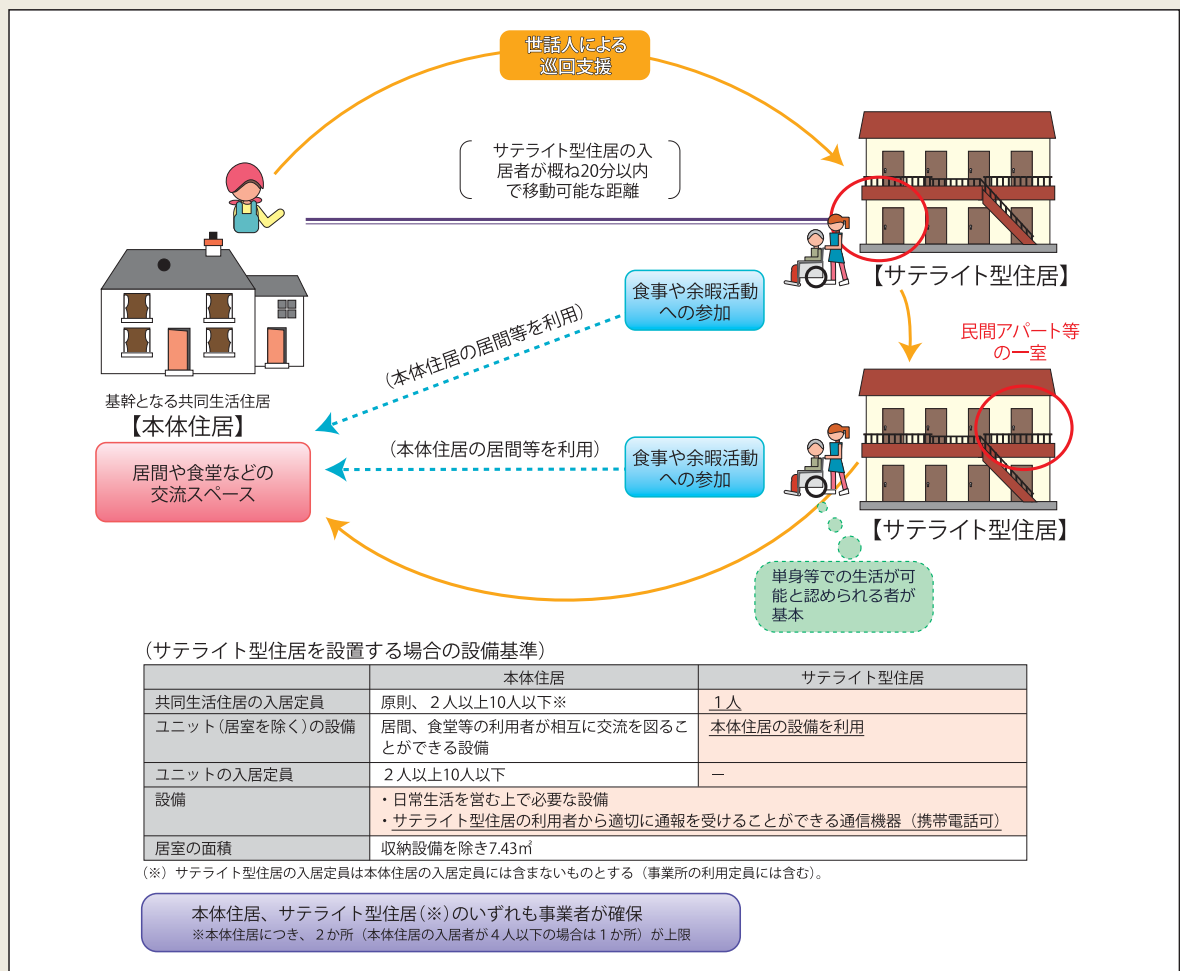 世話人による
巡回支援
サテライト型住居の入
居者が概ね20分以内
で移動可能な距離
【サテライト型住居】
食事や余暇活動
への参加
(本体住居の居間等を利用)
民間アパート等
の一室
基幹となる共同生活住居
【本体住居】
居間や食堂などの
交流スペース
(本体住居の居間等を利用)
食事や余暇活動
への参加
【サテライト型住居】
単身等での生活が可
能と認められる者が
基本
(サテライト型住居を設置する場合の設備基準)
本体住居 サテライト型住居
共同生活住居の入居定員 原則、2人以上10人以下※ 1人
ユニット(居室を除く)の設備 居間、食堂等の利用者が相互に交流を図るこ 本体住居の設備を利用
とができる設備
ユニットの入居定員 2人以上10人以下 ー
設備 ・日常生活を営む上で必要な設備
・サテライト型住居の利用者から適切に通報を受けることができる通信機器(携帯電話可)
居室の面積 収納設備を除き7.43㎡
(※)サテライト型住居の入居定員は本体住居の入居定員には含まないものとする(事業所の利用定員には含む)。
本体住居、サテライト型住居(※)のいずれも事業者が確保
※本体住居につき、2か所(本体住居の入居者が4人以下の場合は1か所)が上限